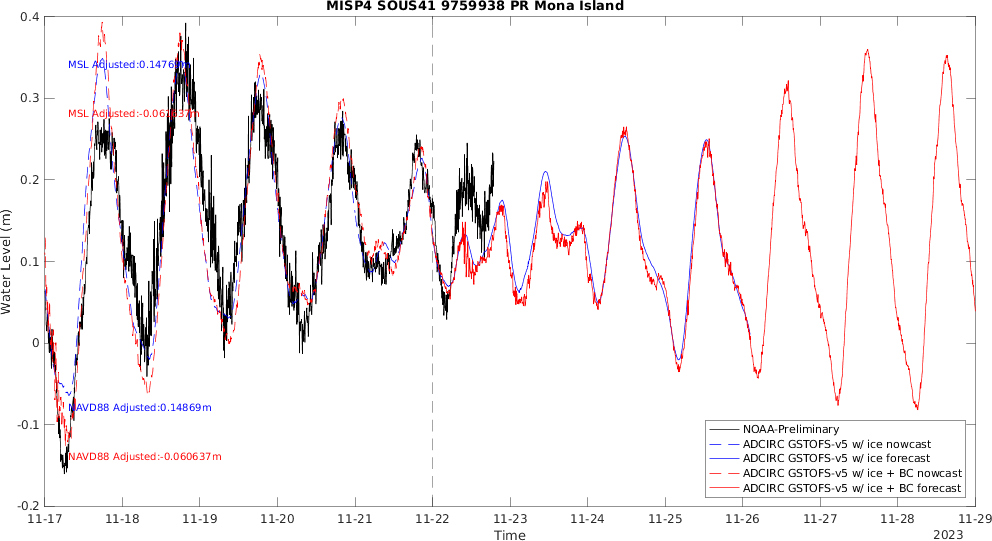 MISP4 SOUS41 9759938 PR Mona Island
0.4
0.3
0.2
0.1
0
-0.1
-0.2
Water Level (m)
MSL Adjusted:0.14769m
MSL Adjusted:-0.061637m
NAVD88 Adjusted:0.14869m
NAVD88 Adjusted:-0.060637m
NOAA-Preliminary
ADCIRC GSTOFS-v5 w/ ice nowcast
ADCIRC GSTOFS-v5 w/ ice forecast
ADCIRC GSTOFS-v5 w/ ice + BC nowcast
ADCIRC GSTOFS-v5 w/ ice + BC forecast
11-17 11-18 11-19 11-20 11-21 11-22 11-23 11-24 11-25 11-26 11-27 11-28 11-29
Time
2023